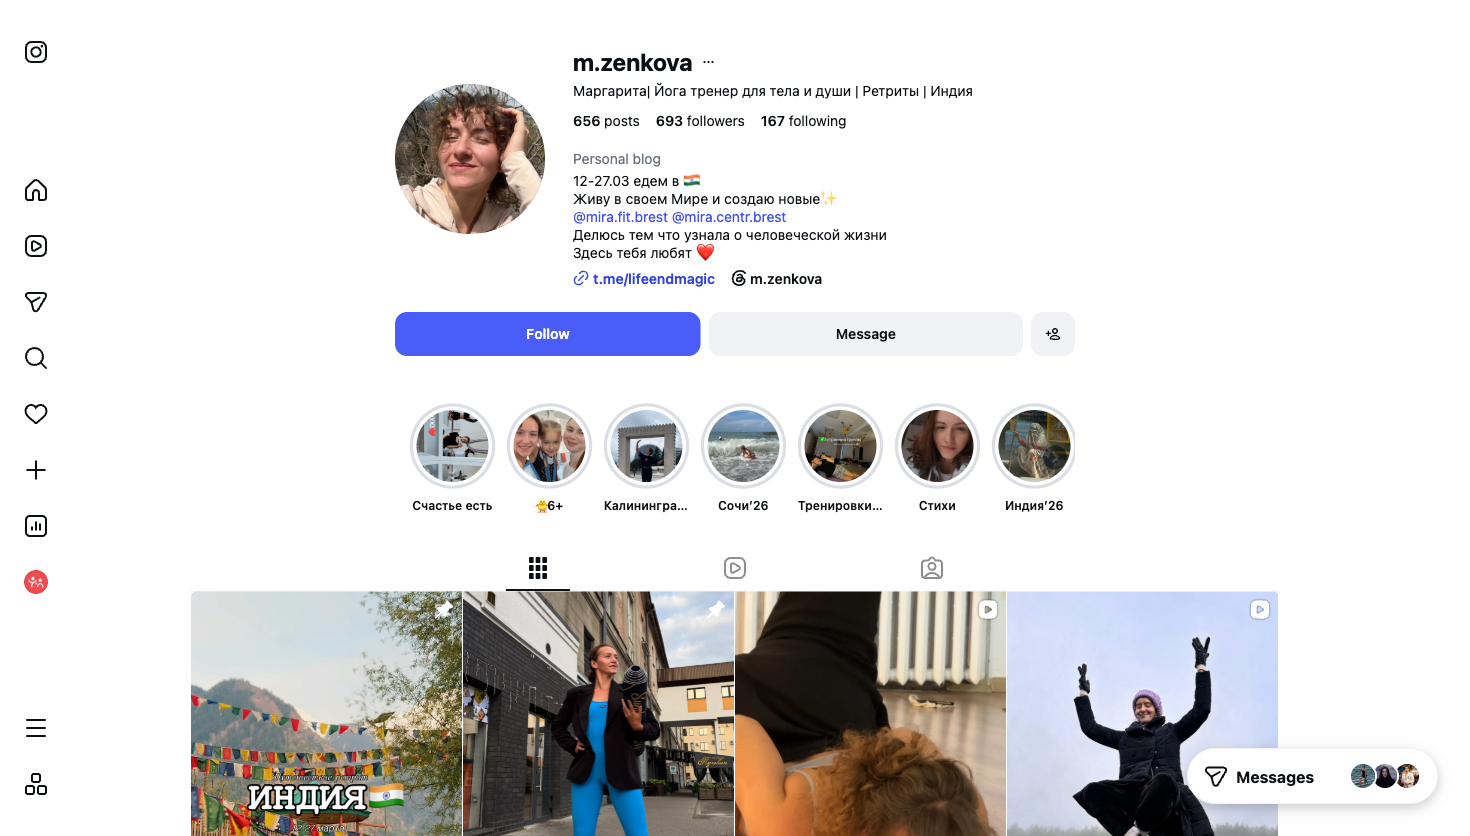 m.zenkova ...
Маргарита| Йога тренер для тела и души | Ретриты | Индия
656 posts 693 followers 167 following
Personal blog
12-27.03 едем в 🇮🇳
Живу в своем Мире и создаю новые✨
@mira.fit.brest @mira.centr.brest
Делюсь тем что узнала о человеческой жизни
Здесь тебя любят ❤️
t.me/lifeendmagic m.zenkova
Follow Message
Счастье есть 🐥6+ Калинингра... Сочи’26 Тренировки... Стихи Индия’26
ИНДИЯ🇮🇳
12-27 марта
Messages